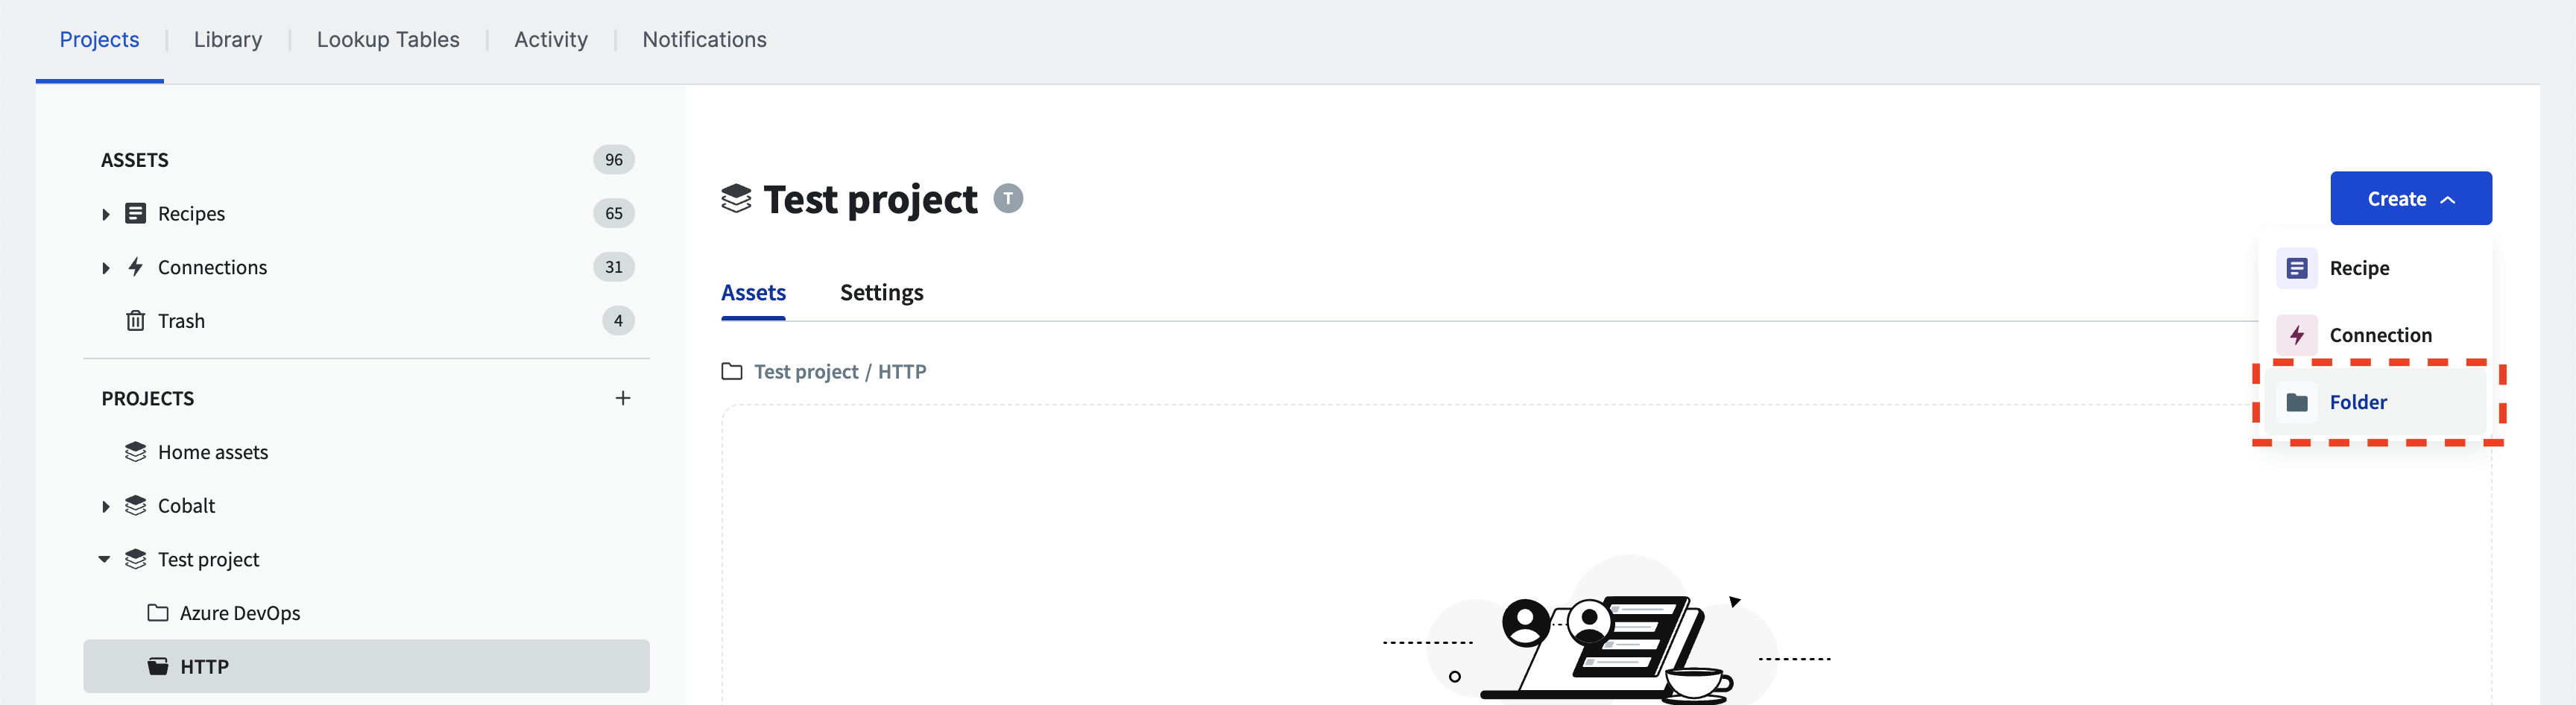 Projects
Library
Lookup Tables
Activity
Notifications
ASSETS 96
Recipes 65
Connections 31
Trash 4
PROJECTS +
Home assets
Cobalt
Test project
Azure DevOps
HTTP
Test project T
Create
Recipe
Connection
Folder
Assets
Settings
Test project / HTTP